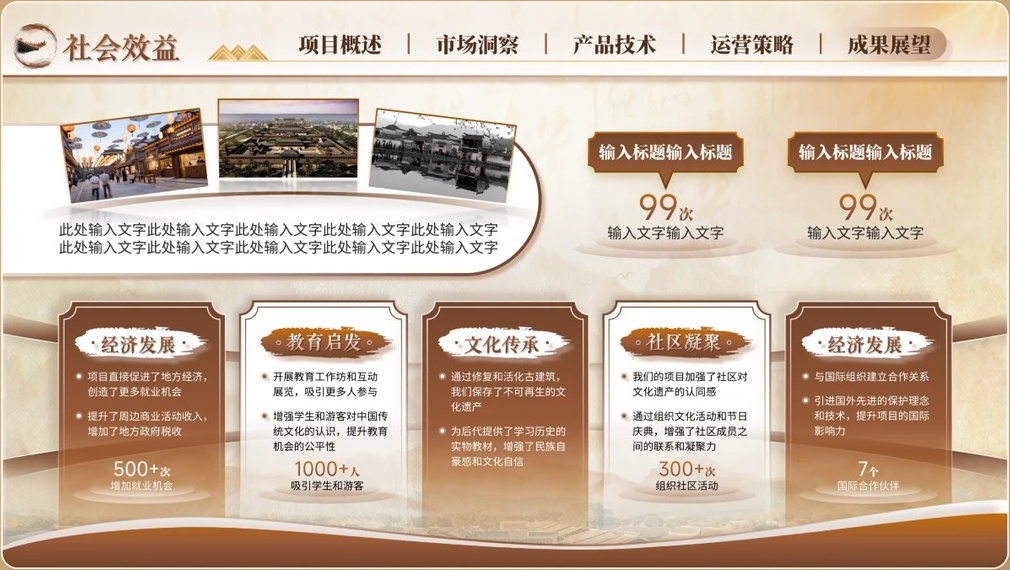 社会效益
项目概述
市场洞察
产品技术
运营策略
成果展望
此处输入文字此处输入文字此处输入文字此处输入文字此处输入文字
此处输入文字此处输入文字此处输入文字此处输入文字此处输入文字
输入标题输入标题
99次
输入文字输入文字
输入标题输入标题
99次
输入文字输入文字
·经济发展·
项目直接促进了地方经济，
创造了更多就业机会
提升了周边商业活动收入，
增加了地方政府税收
500+次
增加就业机会
教育启发
开展教育工作坊和互动
展览，吸引更多人参与
增强学生和游客对中国传
统文化的认识，提升教育
机会的公平性
1000+人
吸引学生和游客
·文化传承·
通过修复和活化古建筑，
我们保存了不可再生的文
化遗产
为后代提供了学习历史的
实物教材，增强了民族自
豪感和文化自信
社区凝聚
我们的项目加强了社区对
文化遗产的认同感
通过组织文化活动和节日
庆典，增强了社区成员之
间的联系和凝聚力
300+次
组织社区活动
·经济发展·
与国际组织建立合作关系
引进国外先进的保护理念
和技术，提升项目的国际
影响力
7个
国际合作伙伴